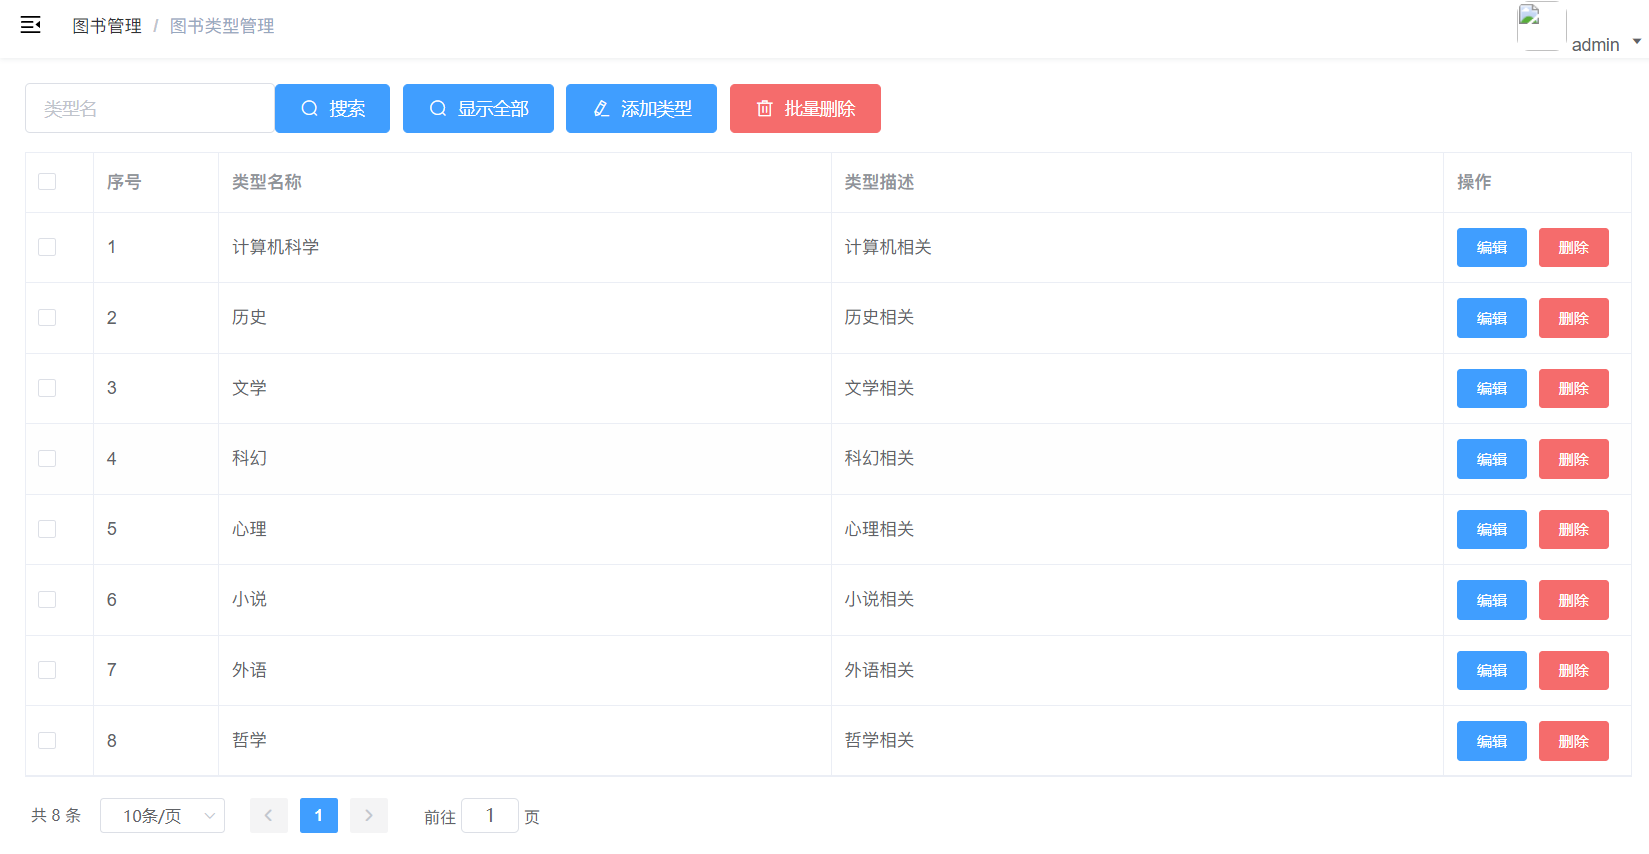 图书管理 / 图书类型管理
admin
类型名 搜索 显示全部 添加类型 批量删除
序号 类型名称 类型描述 操作
1 计算机科学 计算机相关 编辑 删除
2 历史 历史相关 编辑 删除
3 文学 文学相关 编辑 删除
4 科幻 科幻相关 编辑 删除
5 心理 心理相关 编辑 删除
6 小说 小说相关 编辑 删除
7 外语 外语相关 编辑 删除
8 哲学 哲学相关 编辑 删除
共 8 条 10条/页 1 前往 1 页